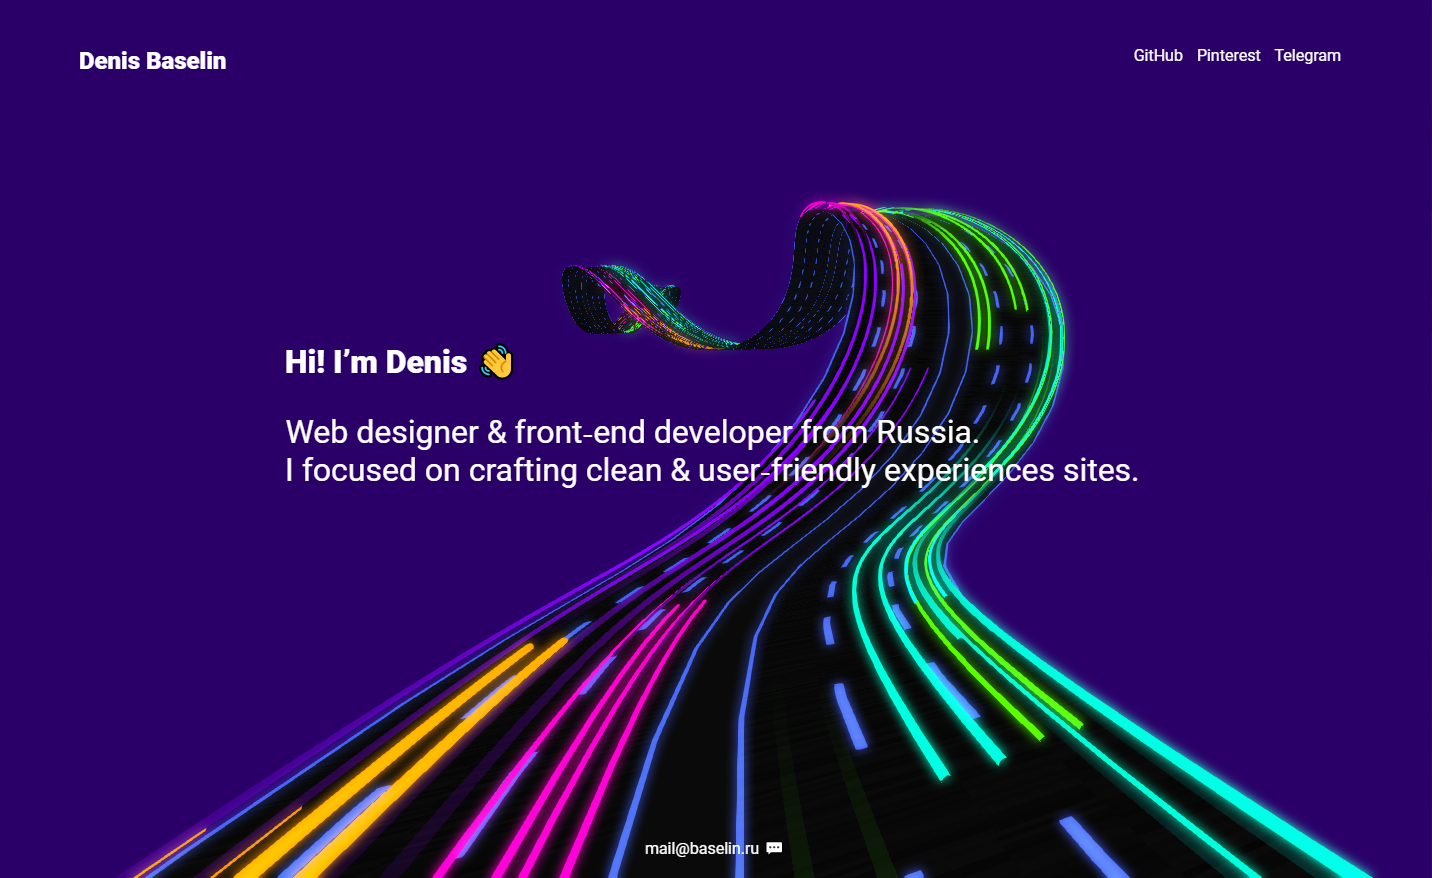 Denis Baselin
GitHub Pinterest Telegram
Hi! I’m Denis 👋
Web designer & front-end developer from Russia.
I focused on crafting clean & user-friendly experiences sites.
mail@baselin.ru 💬